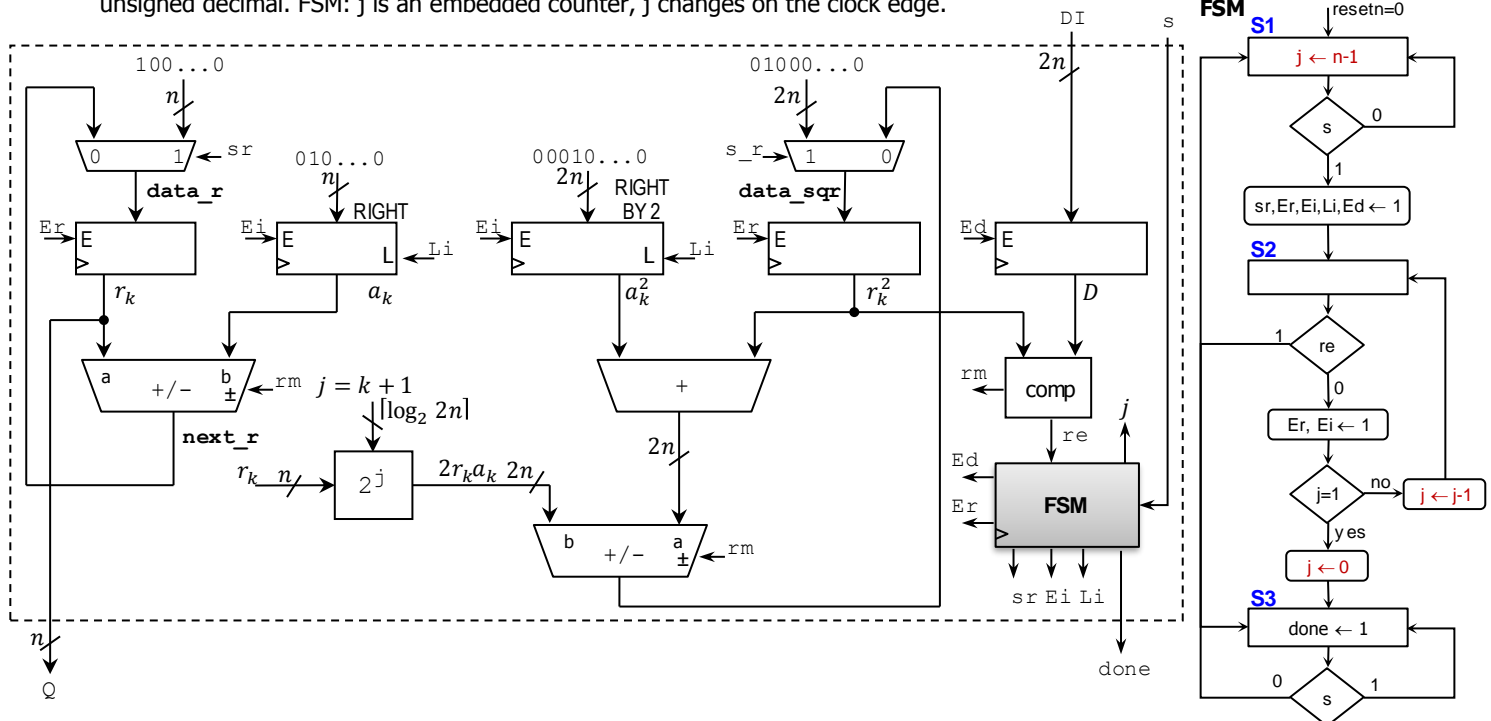 unsigned decimal. FSM: j is an embedded counter, j changes on the clock edge.
FSM
resetn=0
S1
j ← n-1
s
0
1
sr,Er,Ei,Li,Ed ← 1
S2
re
1
0
Er, Ei ← 1
j=1
no
j ← j-1
yes
j ← 0
S3
done ← 1
s
0
1
DI
s
2n
100...0
n
0 1
sr
data_r
010...0
n
RIGHT
00010...0
2n
RIGHT
BY 2
01000...0
2n
s_r
1 0
data_sqr
Er
E
r_k
Ei
E
L
Li
a_k
Ei
E
L
Li
a_k^2
Er
E
r_k^2
Ed
E
D
a
+/-
b
±
rm
next_r
j = k + 1
⌈log₂ 2n⌉
r_k
n
2^j
2r_k a_k
2n
+
2n
b
+/-
a
±
rm
comp
rm
re
j
Ed
Er
FSM
sr Ei Li
done
n
Q